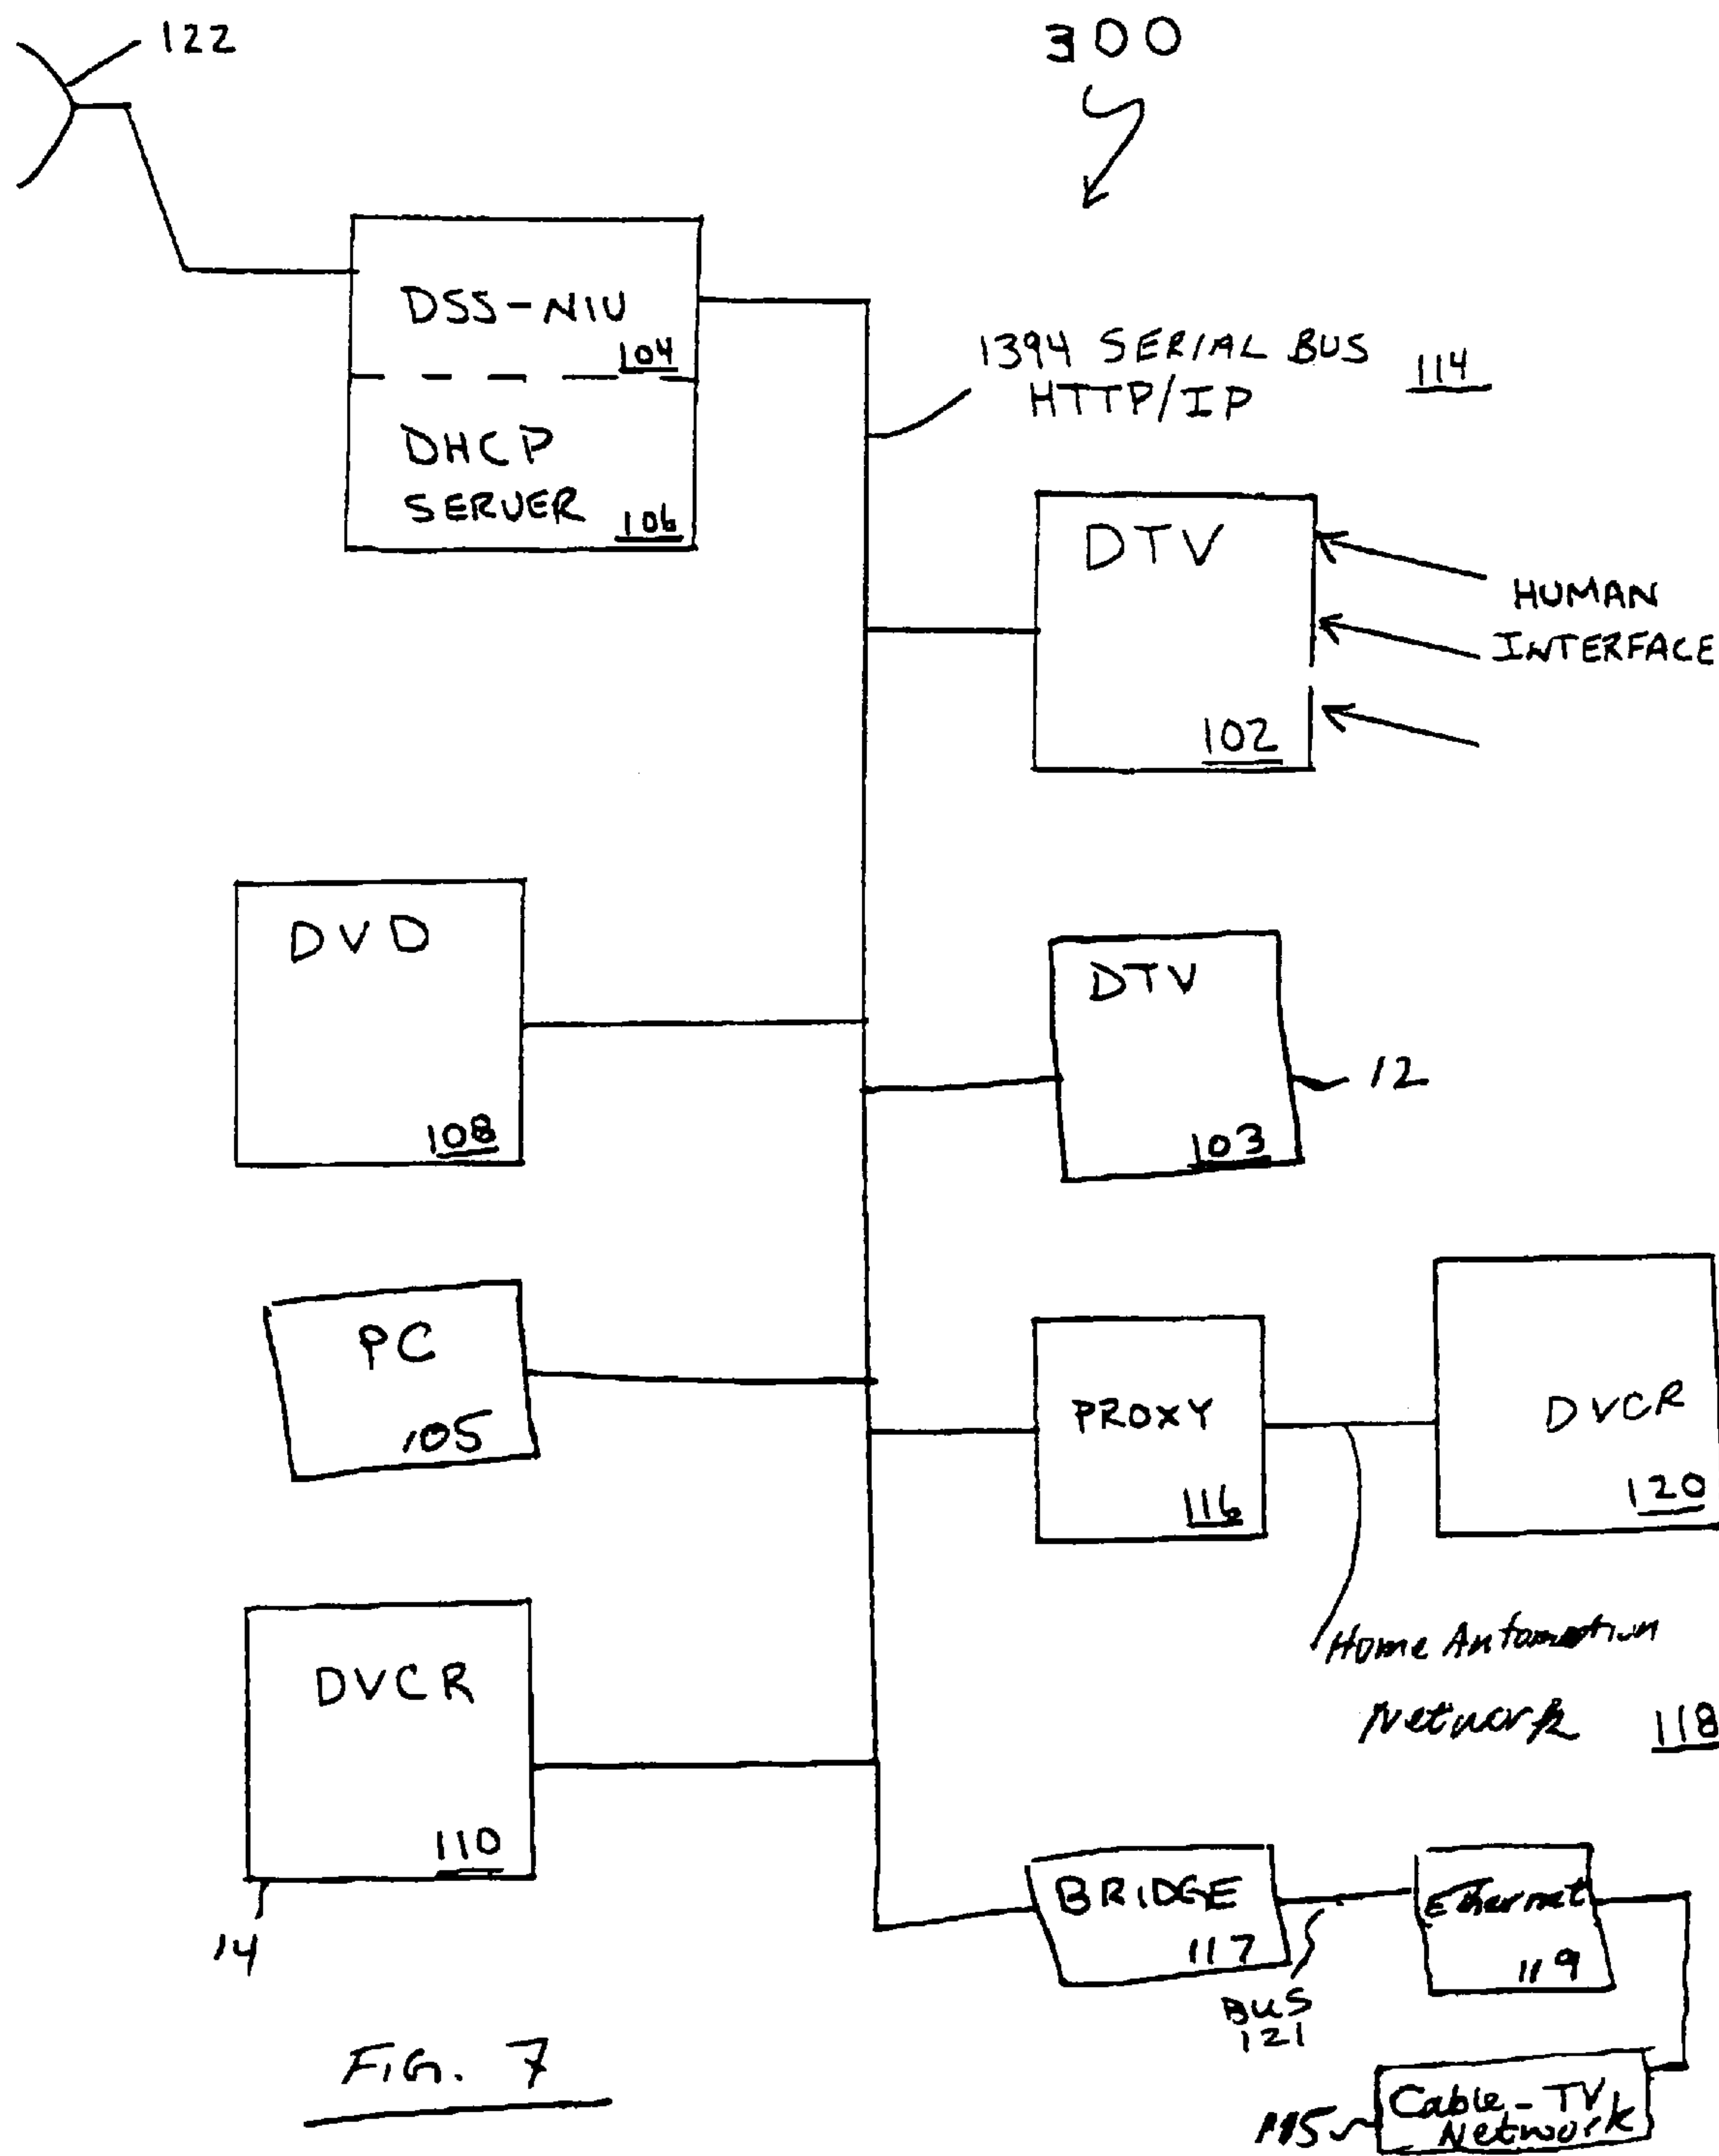 122
300
DSS-NIU
104
DHCP
SERVER
106
1394 SERIAL BUS
HTTP/IP
114
DTV
102
HUMAN
INTERFACE
DVD
108
DTV
103
12
PC
105
PROXY
116
DVCR
120
Home Automation
Network
118
DVCR
110
14
BRIDGE
117
BUS
121
Ethernet
119
Cable-TV
Network
FIG. 7